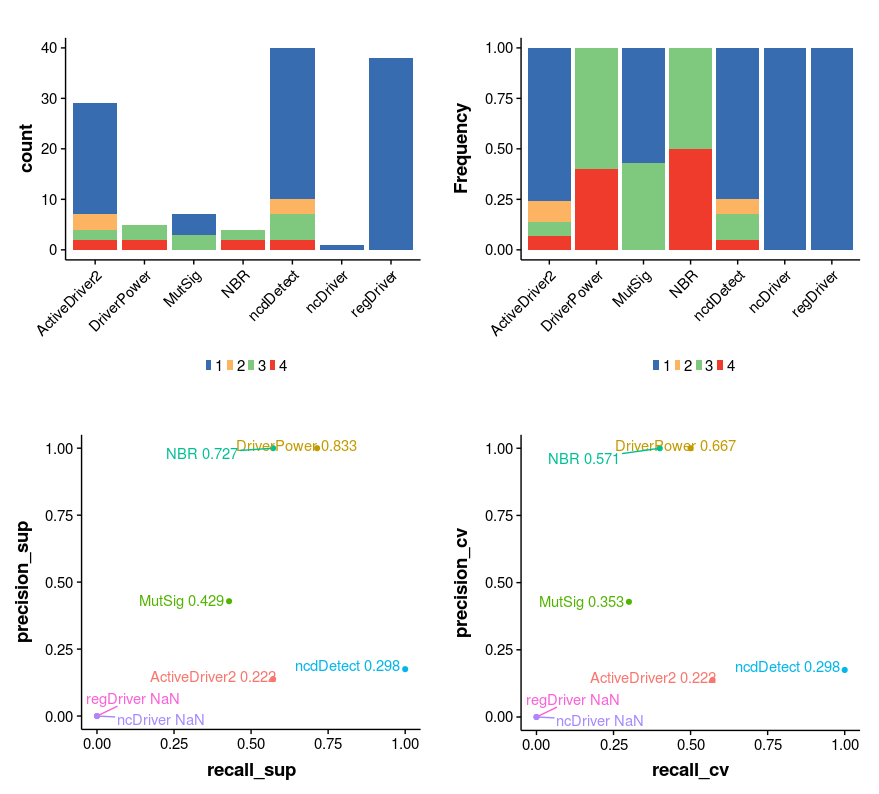 count
40
30
20
10
0
ActiveDriver2
DriverPower
MutSig
NBR
ncdDetect
ncDriver
regDriver
1 2 3 4
Frequency
1.00
0.75
0.50
0.25
0.00
ActiveDriver2
DriverPower
MutSig
NBR
ncdDetect
ncDriver
regDriver
1 2 3 4
precision_sup
1.00
0.75
0.50
0.25
0.00
DriverPower 0.833
NBR 0.727
MutSig 0.429
ncdDetect 0.298
ActiveDriver2 0.222
regDriver NaN
ncDriver NaN
0.00 0.25 0.50 0.75 1.00
recall_sup
precision_cv
1.00
0.75
0.50
0.25
0.00
DriverPower 0.667
NBR 0.571
MutSig 0.353
ncdDetect 0.298
ActiveDriver2 0.222
regDriver NaN
ncDriver NaN
0.00 0.25 0.50 0.75 1.00
recall_cv